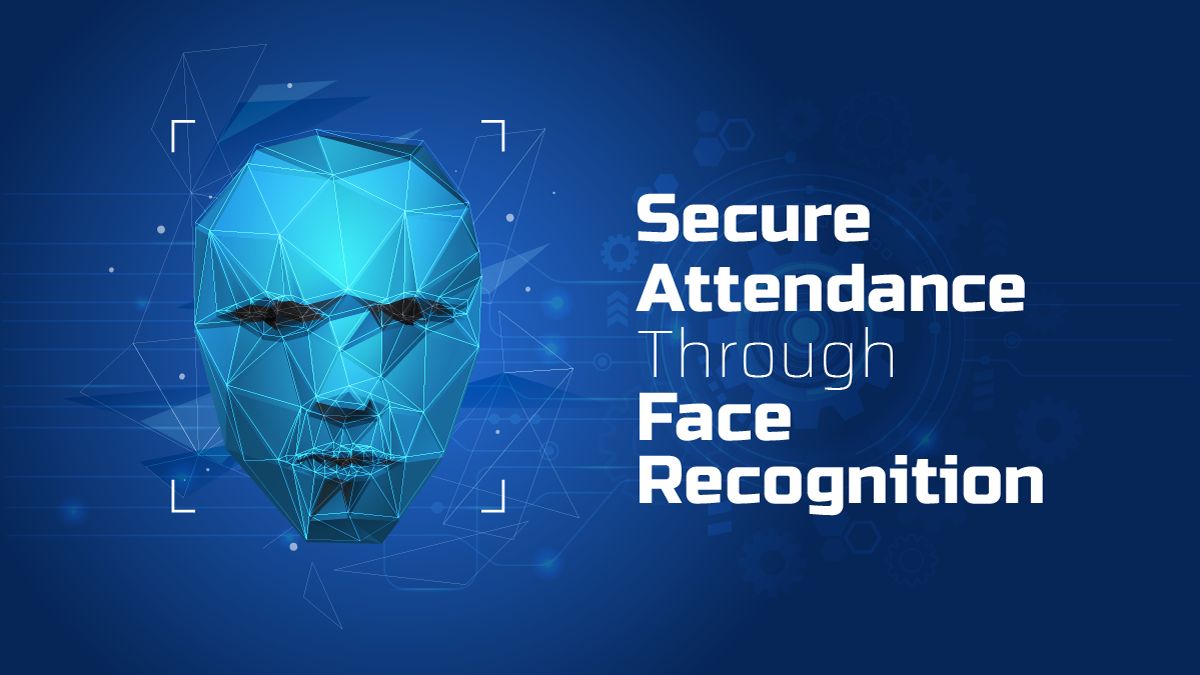 Secure
Attendance
Through
Face
Recognition